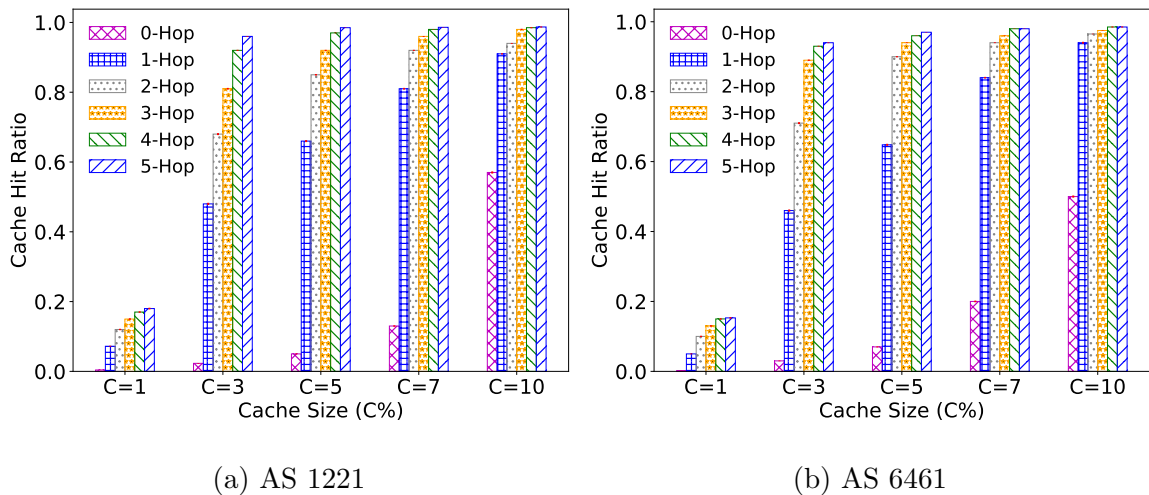 1.0
0.8
0.6
0.4
0.2
0.0
Cache Hit Ratio
0-Hop
1-Hop
2-Hop
3-Hop
4-Hop
5-Hop
C=1 C=3 C=5 C=7 C=10
Cache Size (C%)
(a) AS 1221
1.0
0.8
0.6
0.4
0.2
0.0
Cache Hit Ratio
0-Hop
1-Hop
2-Hop
3-Hop
4-Hop
5-Hop
C=1 C=3 C=5 C=7 C=10
Cache Size (C%)
(b) AS 6461